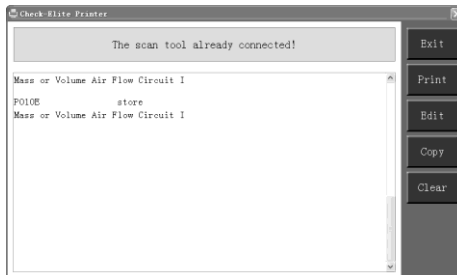 Check-Elite Printer
The scan tool already connected!
Mass or Volume Air Flow Circuit I
P010E store
Mass or Volume Air Flow Circuit I
Exit
Print
Edit
Copy
Clear